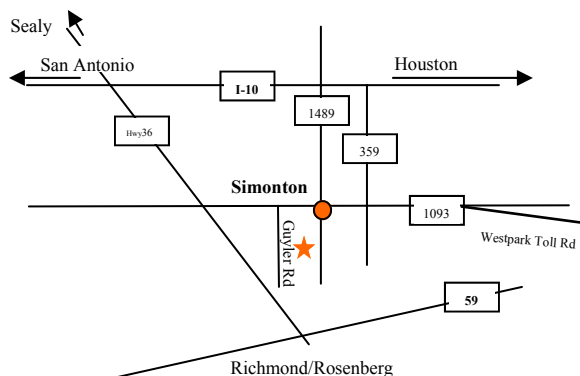 Sealy
San Antonio
Houston
I-10
1489
Hwy36
359
Simonton
1093
Guyler Rd
Westpark Toll Rd
59
Richmond/Rosenberg